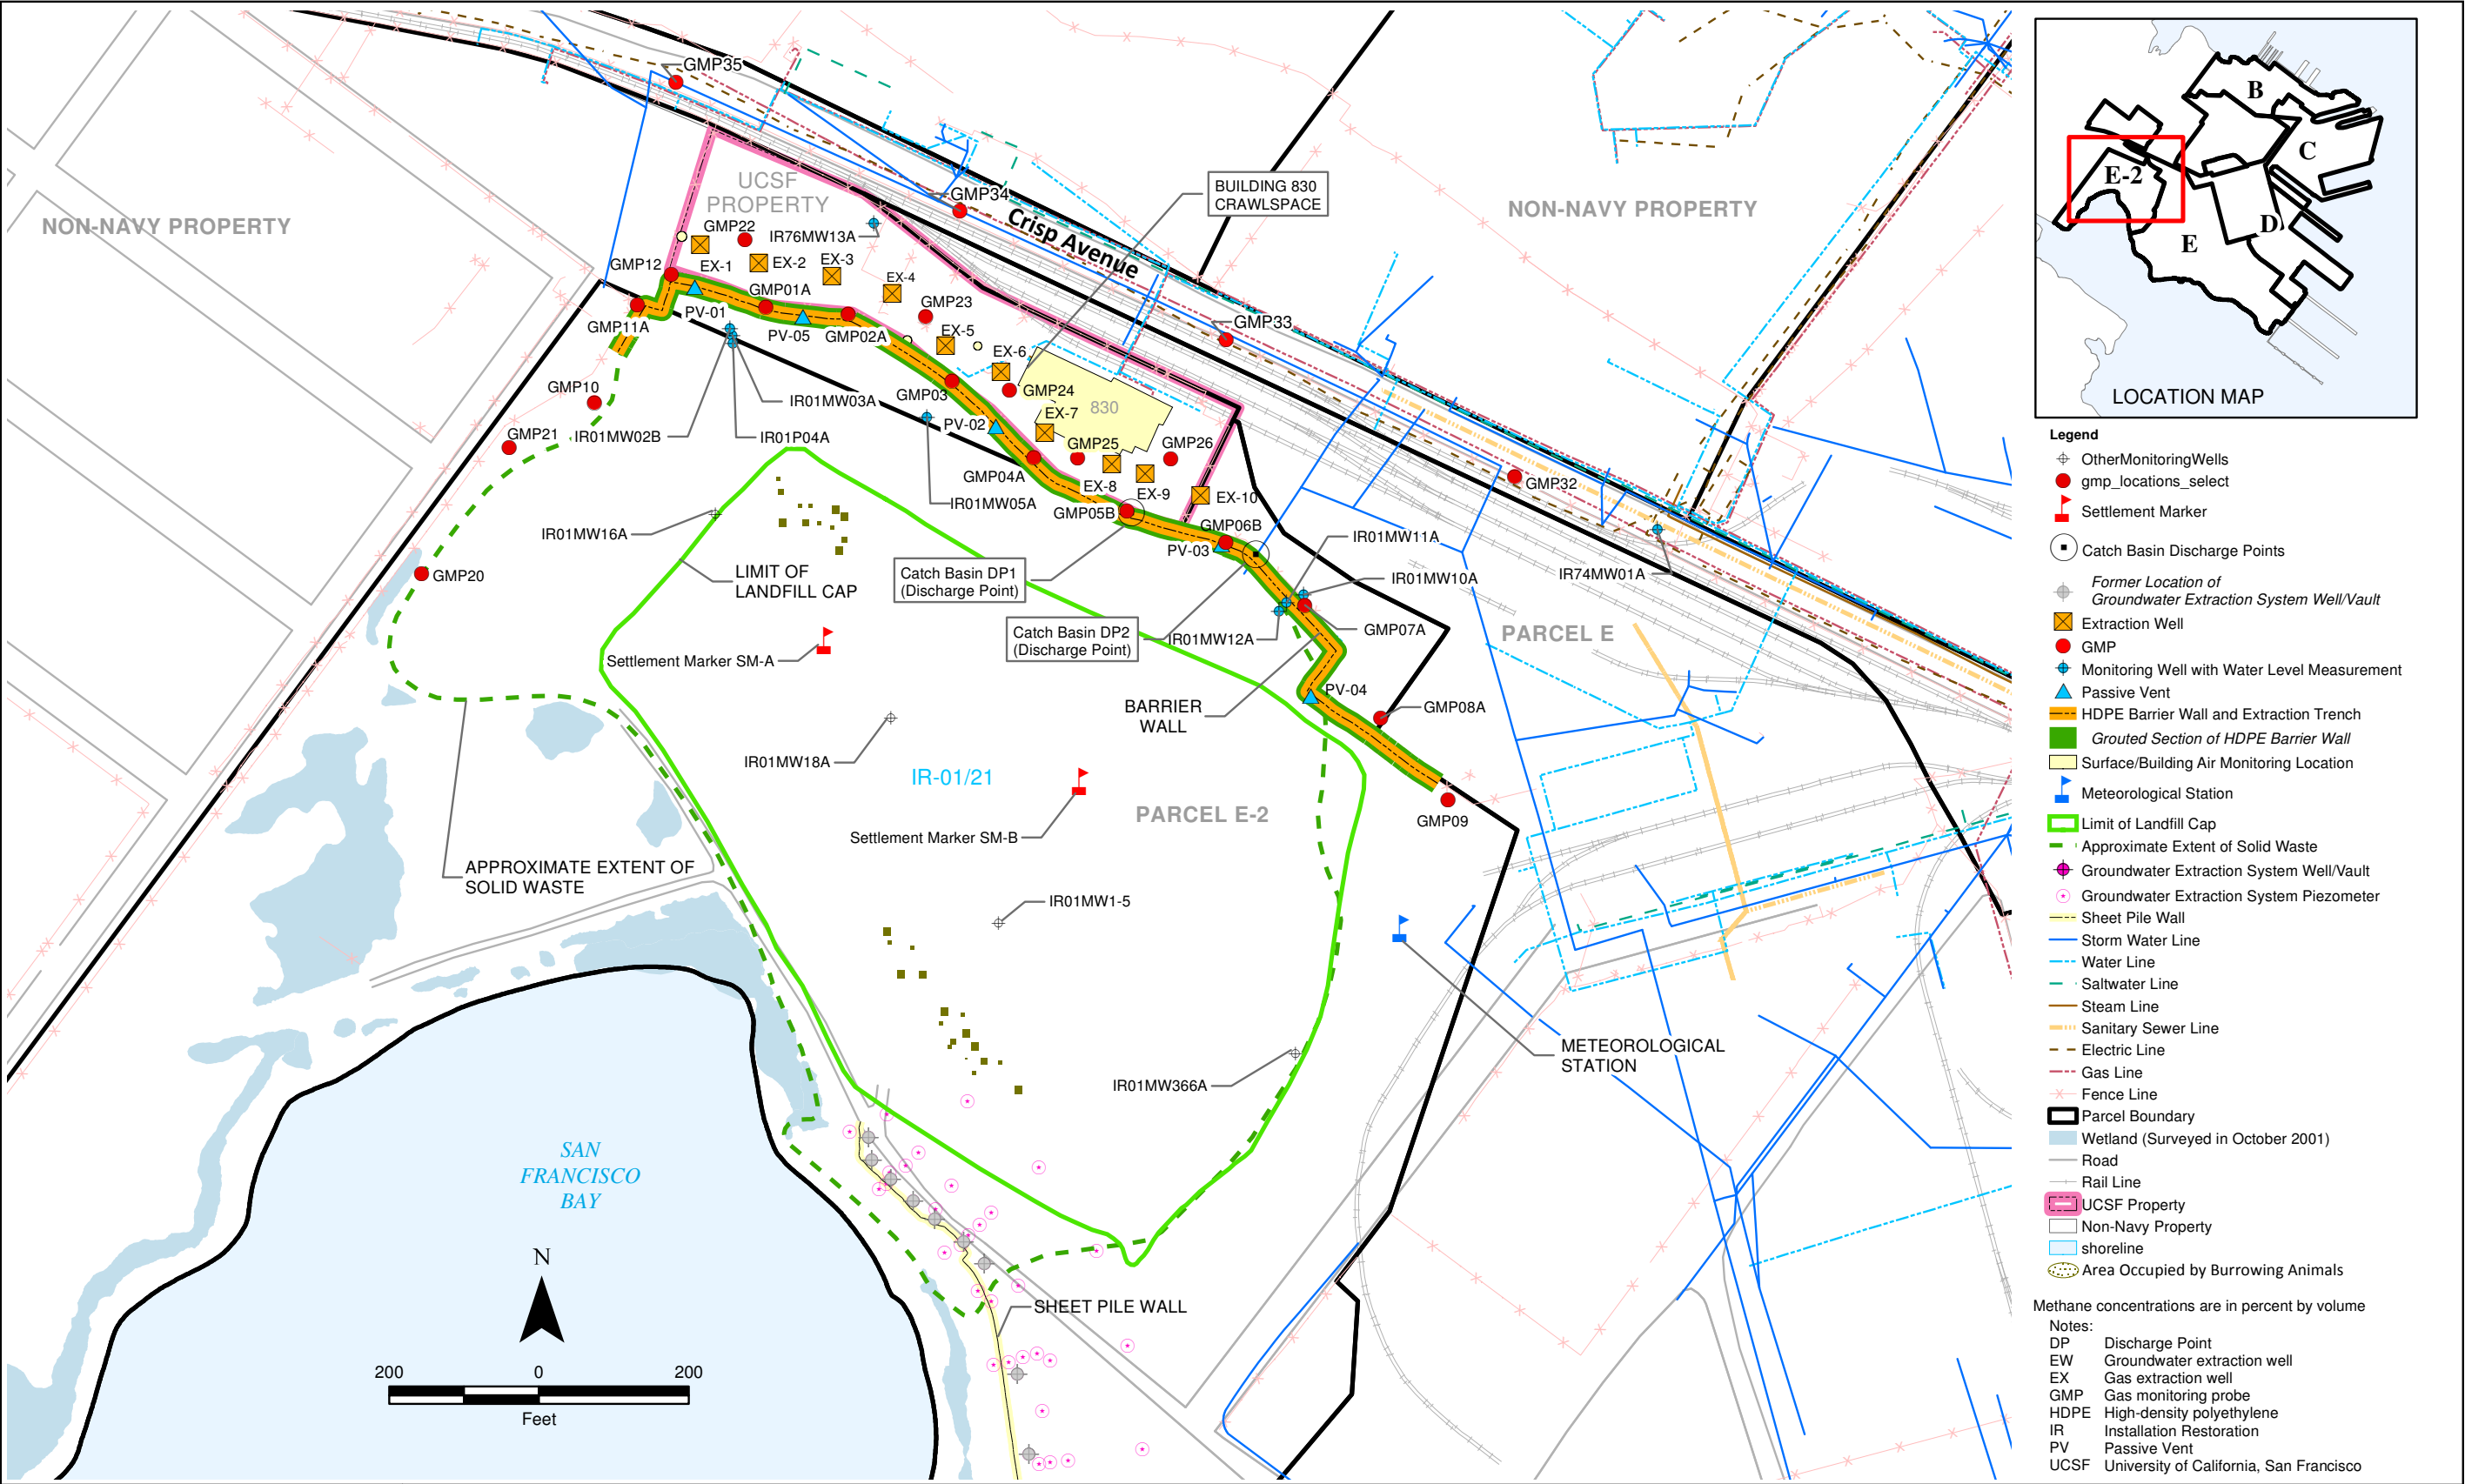 GMP35
UCSF
PROPERTY
NON-NAVY PROPERTY
GMP34
Crisp Avenue
BUILDING 830
CRAWLSPACE
NON-NAVY PROPERTY
GMP22
IR76MW13A
GMP12
EX-1
EX-2
EX-3
EX-4
GMP01A
GMP23
GMP33
PV-01
GMP11A
PV-05
GMP02A
EX-5
EX-6
GMP10
IR01MW03A
GMP03
GMP24
830
EX-7
PV-02
GMP21
IR01MW02B
IR01P04A
GMP25
GMP26
GMP04A
EX-8
EX-9
EX-10
GMP32
IR01MW05A
GMP05B
GMP06B
IR01MW16A
PV-03
IR01MW11A
GMP20
LIMIT OF
LANDFILL CAP
Catch Basin DP1
(Discharge Point)
IR01MW10A
IR74MW01A
Catch Basin DP2
(Discharge Point)
IR01MW12A
GMP07A
PARCEL E
Settlement Marker SM-A
PV-04
BARRIER
WALL
GMP08A
IR01MW18A
IR-01/21
PARCEL E-2
GMP09
Settlement Marker SM-B
APPROXIMATE EXTENT OF
SOLID WASTE
IR01MW1-5
METEOROLOGICAL
STATION
IR01MW366A
SAN
FRANCISCO
BAY
N
SHEET PILE WALL
200 0 200
Feet
B
C
E-2
D
E
LOCATION MAP
Legend
OtherMonitoringWells
gmp_locations_select
Settlement Marker
Catch Basin Discharge Points
Former Location of
Groundwater Extraction System Well/Vault
Extraction Well
GMP
Monitoring Well with Water Level Measurement
Passive Vent
HDPE Barrier Wall and Extraction Trench
Grouted Section of HDPE Barrier Wall
Surface/Building Air Monitoring Location
Meteorological Station
Limit of Landfill Cap
Approximate Extent of Solid Waste
Groundwater Extraction System Well/Vault
Groundwater Extraction System Piezometer
Sheet Pile Wall
Storm Water Line
Water Line
Saltwater Line
Steam Line
Sanitary Sewer Line
Electric Line
Gas Line
Fence Line
Parcel Boundary
Wetland (Surveyed in October 2001)
Road
Rail Line
UCSF Property
Non-Navy Property
shoreline
Area Occupied by Burrowing Animals
Methane concentrations are in percent by volume
Notes:
DP Discharge Point
EW Groundwater extraction well
EX Gas extraction well
GMP Gas monitoring probe
HDPE High-density polyethylene
IR Installation Restoration
PV Passive Vent
UCSF University of California, San Francisco